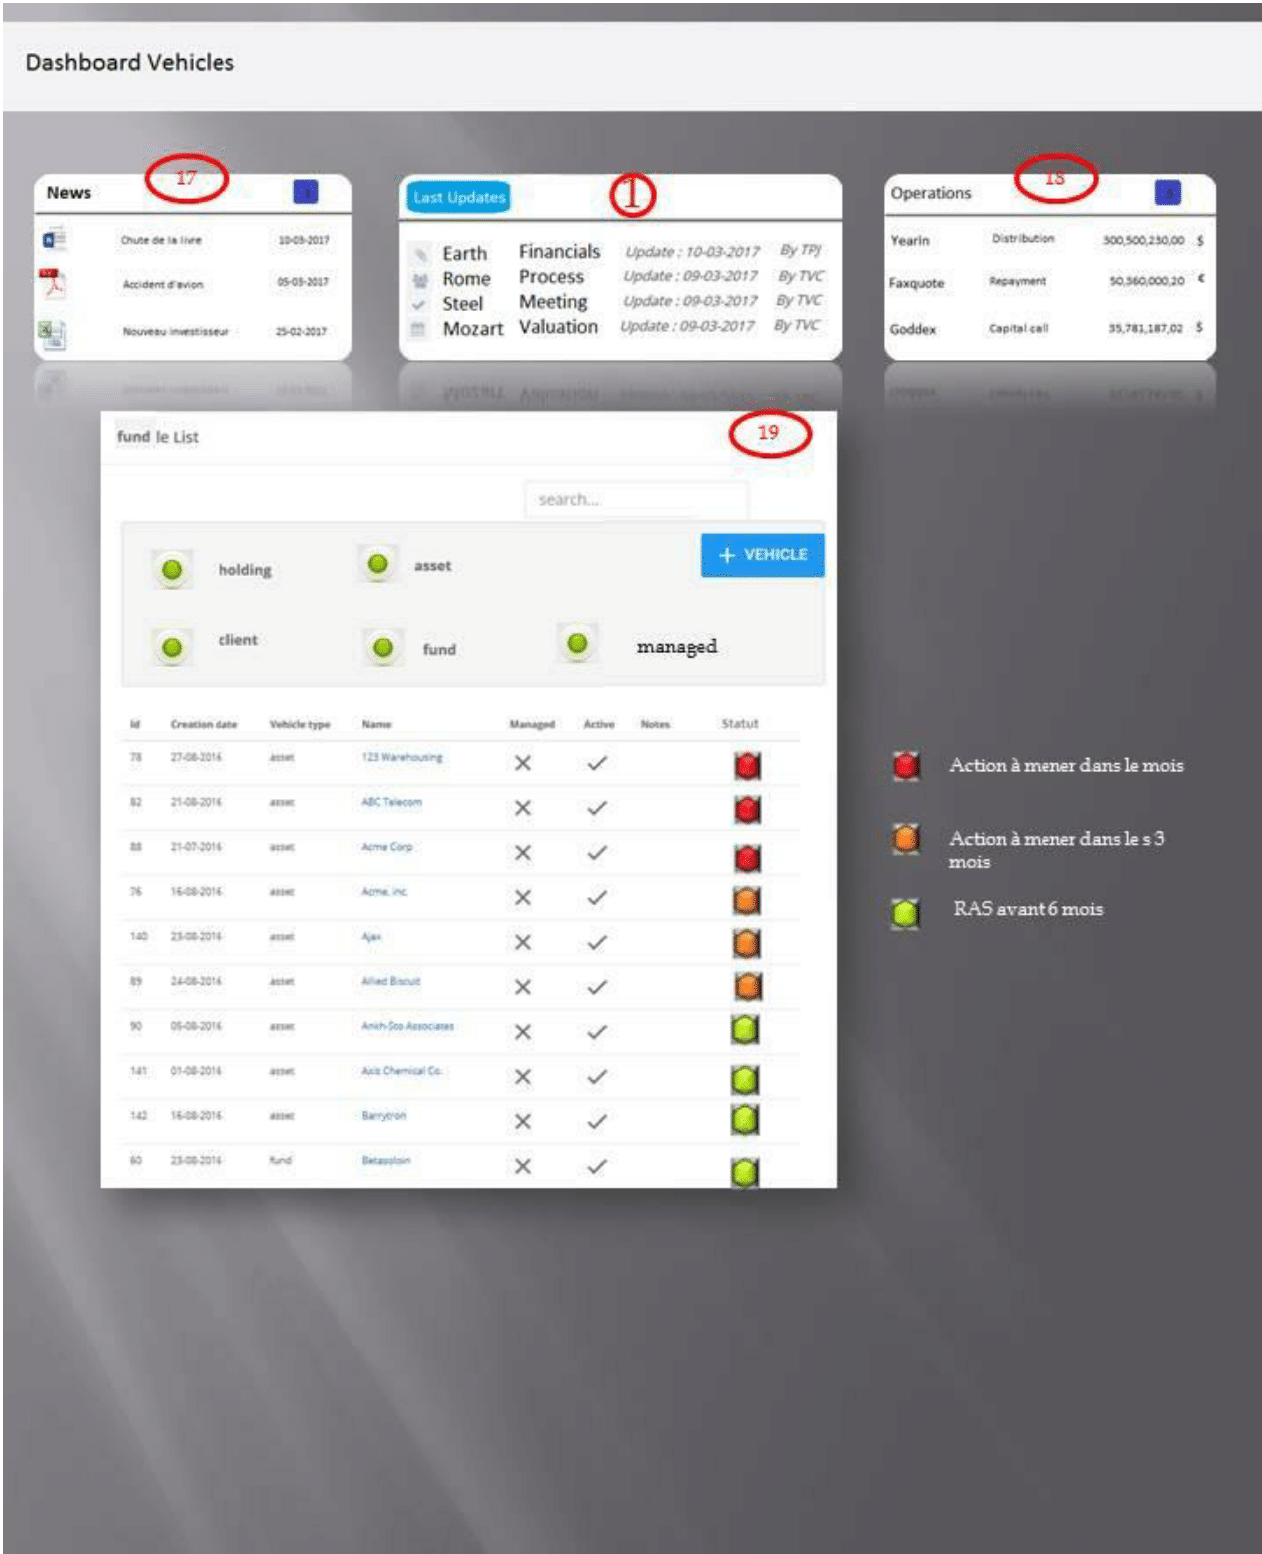 Dashboard Vehicles
News 17
Chute de la livre 10-03-2017
Accident d'avion 05-03-2017
Nouveau investisseur 25-02-2017
Last Updates 1
Earth Financials Update : 10-03-2017 By TPJ
Rome Process Update : 09-03-2017 By TVC
Steel Meeting Update : 09-03-2017 By TVC
Mozart Valuation Update : 09-03-2017 By TVC
Operations 18
Yearin Distribution 300,500,230,00 $
Faxquote Repayment 50,360,000,20 €
Goddex Capital call 35,781,187,02 $
fund le List 19
search...
holding asset + VEHICLE
client fund managed
Id Creation date Vehicle type Name Managed Active Notes Statut
78 27-08-2016 asset 123 Warehousing
82 21-08-2016 asset ABC Telecom
88 21-07-2016 asset Acme Corp
76 16-08-2016 asset Acme, inc.
140 23-08-2016 asset Ajax
89 24-08-2016 asset Allied Biscuit
90 05-08-2016 asset Ankh-Sto Associates
141 01-08-2016 asset Axis Chemical Co.
142 16-08-2016 asset Barrytron
60 23-08-2016 fund
Action à mener dans le mois
Action à mener dans le s 3
mois
RAS avant 6 mois